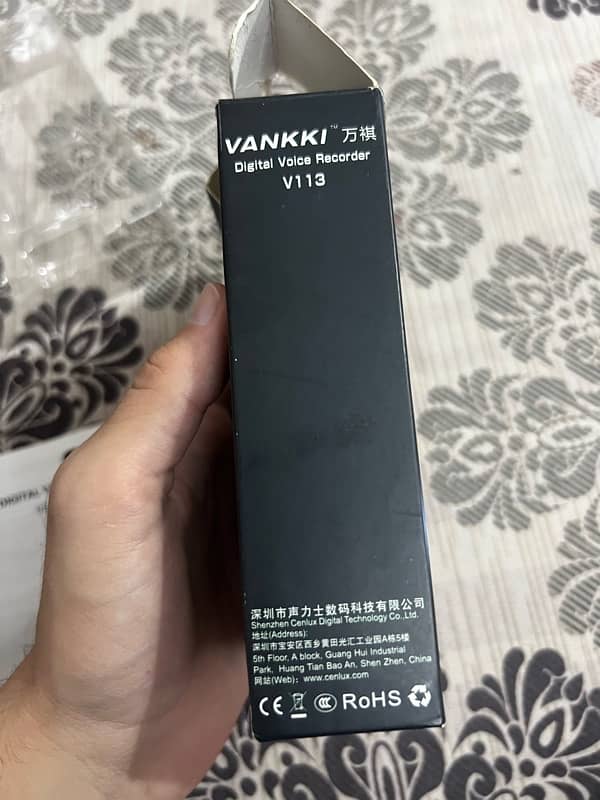 VANKKI™ 万祺
Digital Voice Recorder
V113
深圳市声力士数码科技有限公司
Shenzhen Cenlux Digital Technology Co.,Ltd.
地址(Address):
深圳市宝安区西乡黄田光汇工业园A栋5楼
5th Floor, A block, Guang Hui Industrial
Park, Huang Tian Bao An, Shen Zhen, China
网站(Web): www.cenlux.com
CE CCC RoHS
DIGITAL